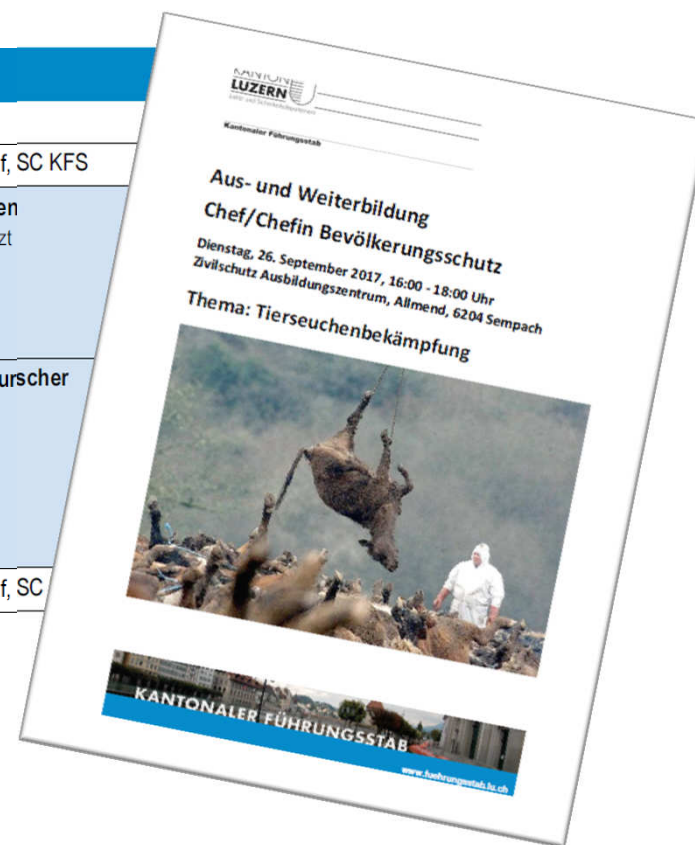 f, SC KFS
en
zt
urscher
f, SC
KANTON
LUZERN
Kantonaler Führungsstab
Aus- und Weiterbildung
Chef/Chefin Bevölkerungsschutz
Dienstag, 26. September 2017, 16:00 - 18:00 Uhr
Zivilschutz Ausbildungszentrum, Allmend, 6204 Sempach
Thema: Tierseuchenbekämpfung
KANTONALER FÜHRUNGSSTAB
www.fuehrungsstab.lu.ch